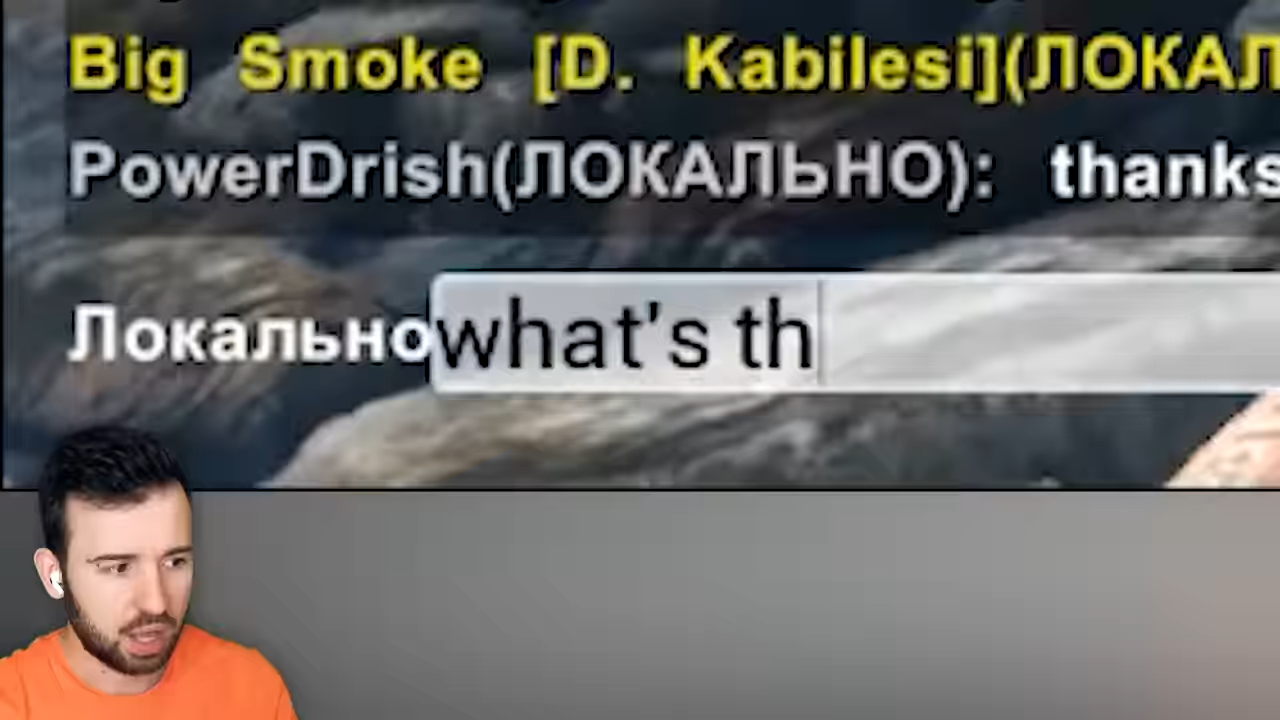 Big Smoke [D. Kabilesi](ЛОКАЛ
PowerDrish(ЛОКАЛЬНО): thanks
Локально what's th